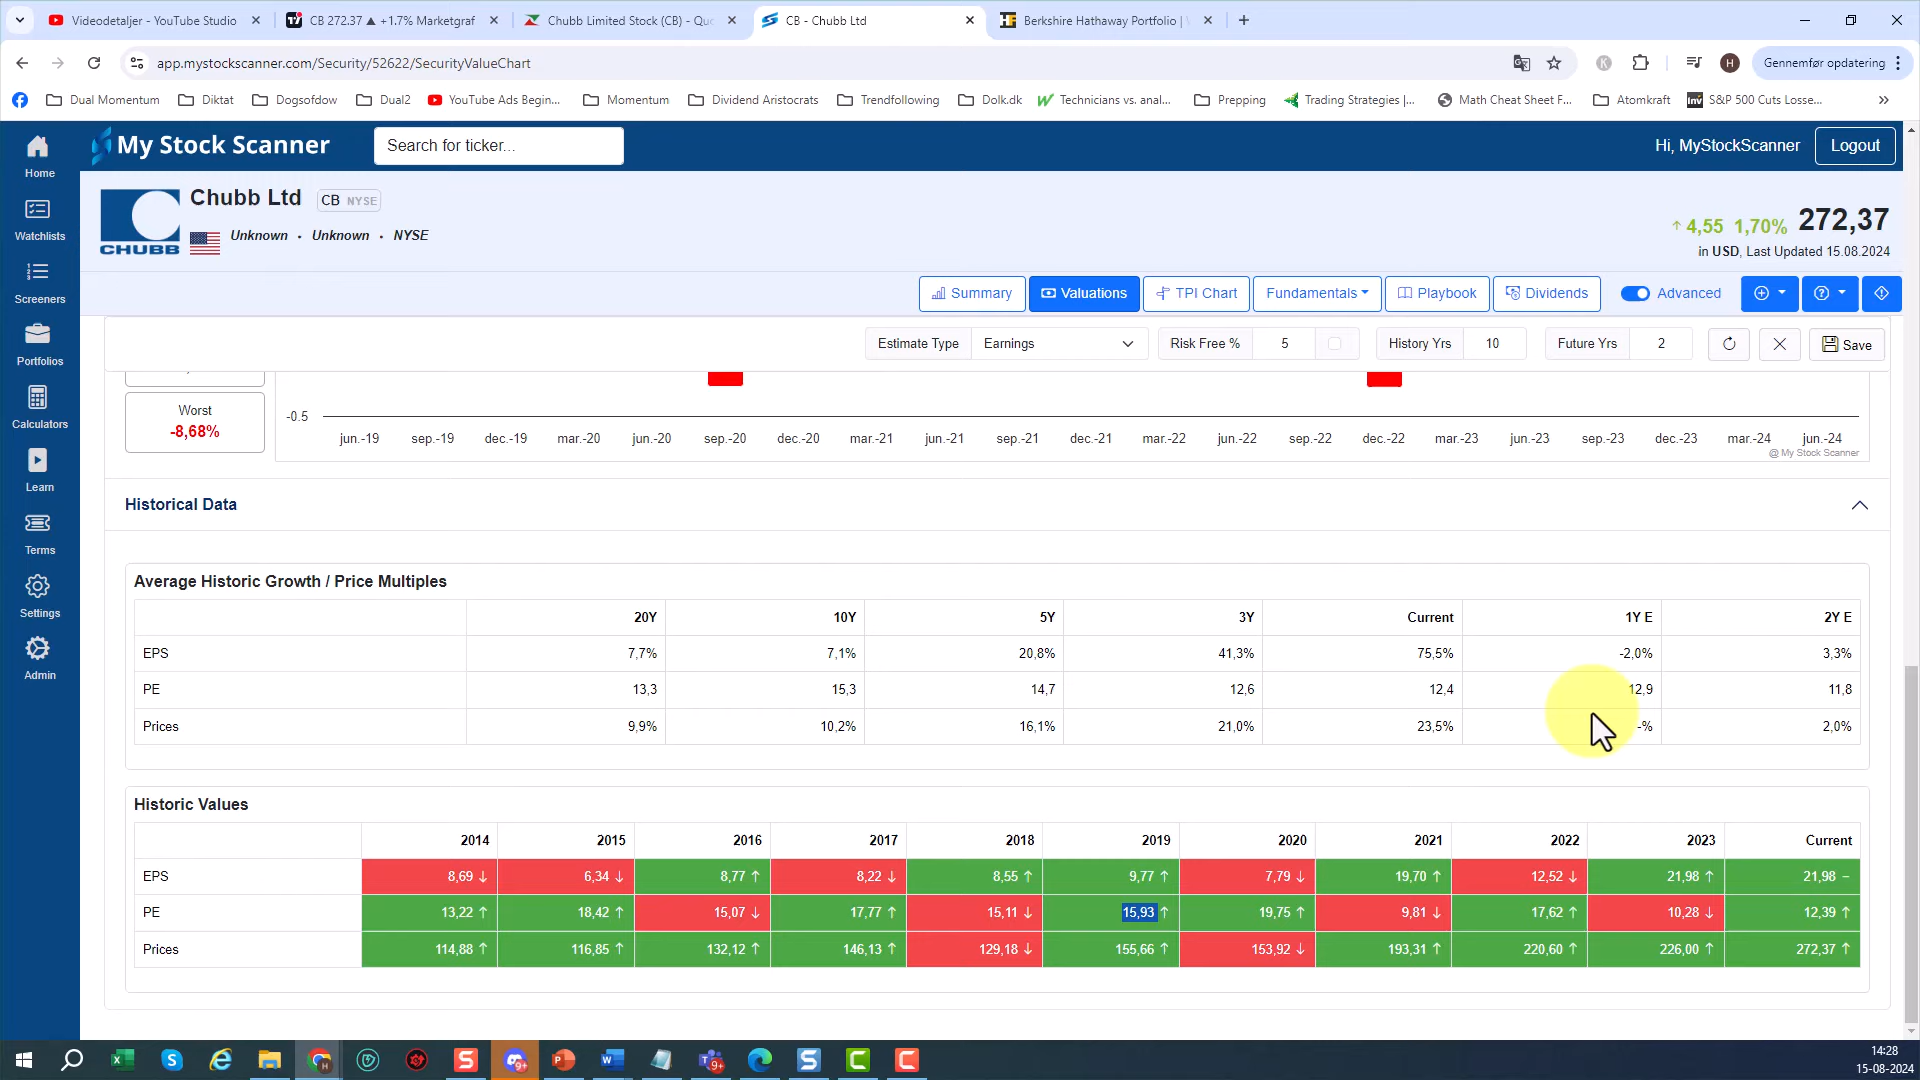 Videodetaljer - YouTube Studio
CB 272.37 ▲ +1.7% Marketgraf
Chubb Limited Stock (CB) - Quo
CB - Chubb Ltd
Berkshire Hathaway Portfolio |
app.mystockscanner.com/Security/52622/SecurityValueChart
Gennemfør opdatering
Dual Momentum
Diktat
Dogsofdow
Dual2
YouTube Ads Begin...
Momentum
Dividend Aristocrats
Trendfollowing
Dolk.dk
Technicians vs. anal...
Prepping
Trading Strategies |...
Math Cheat Sheet F...
Atomkraft
S&P 500 Cuts Losse...
My Stock Scanner
Search for ticker...
Hi, MyStockScanner
Logout
Home
Watchlists
Screeners
Portfolios
Calculators
Learn
Terms
Settings
Admin
CHUBB
Chubb Ltd
CB NYSE
Unknown • Unknown • NYSE
↑ 4,55 1,70% 272,37
in USD, Last Updated 15.08.2024
Summary
Valuations
TPI Chart
Fundamentals
Playbook
Dividends
Advanced
Estimate Type
Earnings
Risk Free %
5
History Yrs
10
Future Yrs
2
Save
Worst
-8,68%
-0.5
jun.-19 sep.-19 dec.-19 mar.-20 jun.-20 sep.-20 dec.-20 mar.-21 jun.-21 sep.-21 dec.-21 mar.-22 jun.-22 sep.-22 dec.-22 mar.-23 jun.-23 sep.-23 dec.-23 mar.-24 jun.-24
@ My Stock Scanner
Historical Data
Average Historic Growth / Price Multiples
20Y 10Y 5Y 3Y Current 1Y E 2Y E
EPS 7,7% 7,1% 20,8% 41,3% 75,5% -2,0% 3,3%
PE 13,3 15,3 14,7 12,6 12,4 12,9 11,8
Prices 9,9% 10,2% 16,1% 21,0% 23,5% -% 2,0%
Historic Values
2014 2015 2016 2017 2018 2019 2020 2021 2022 2023 Current
EPS 8,69 ↓ 6,34 ↓ 8,77 ↑ 8,22 ↓ 8,55 ↑ 9,77 ↑ 7,79 ↓ 19,70 ↑ 12,52 ↓ 21,98 ↑ 21,98 –
PE 13,22 ↑ 18,42 ↑ 15,07 ↓ 17,77 ↑ 15,11 ↓ 15,93 ↑ 19,75 ↑ 9,81 ↓ 17,62 ↑ 10,28 ↓ 12,39 ↑
Prices 114,88 ↑ 116,85 ↑ 132,12 ↑ 146,13 ↑ 129,18 ↓ 155,66 ↑ 153,92 ↓ 193,31 ↑ 220,60 ↑ 226,00 ↑ 272,37 ↑
14:28
15-08-2024